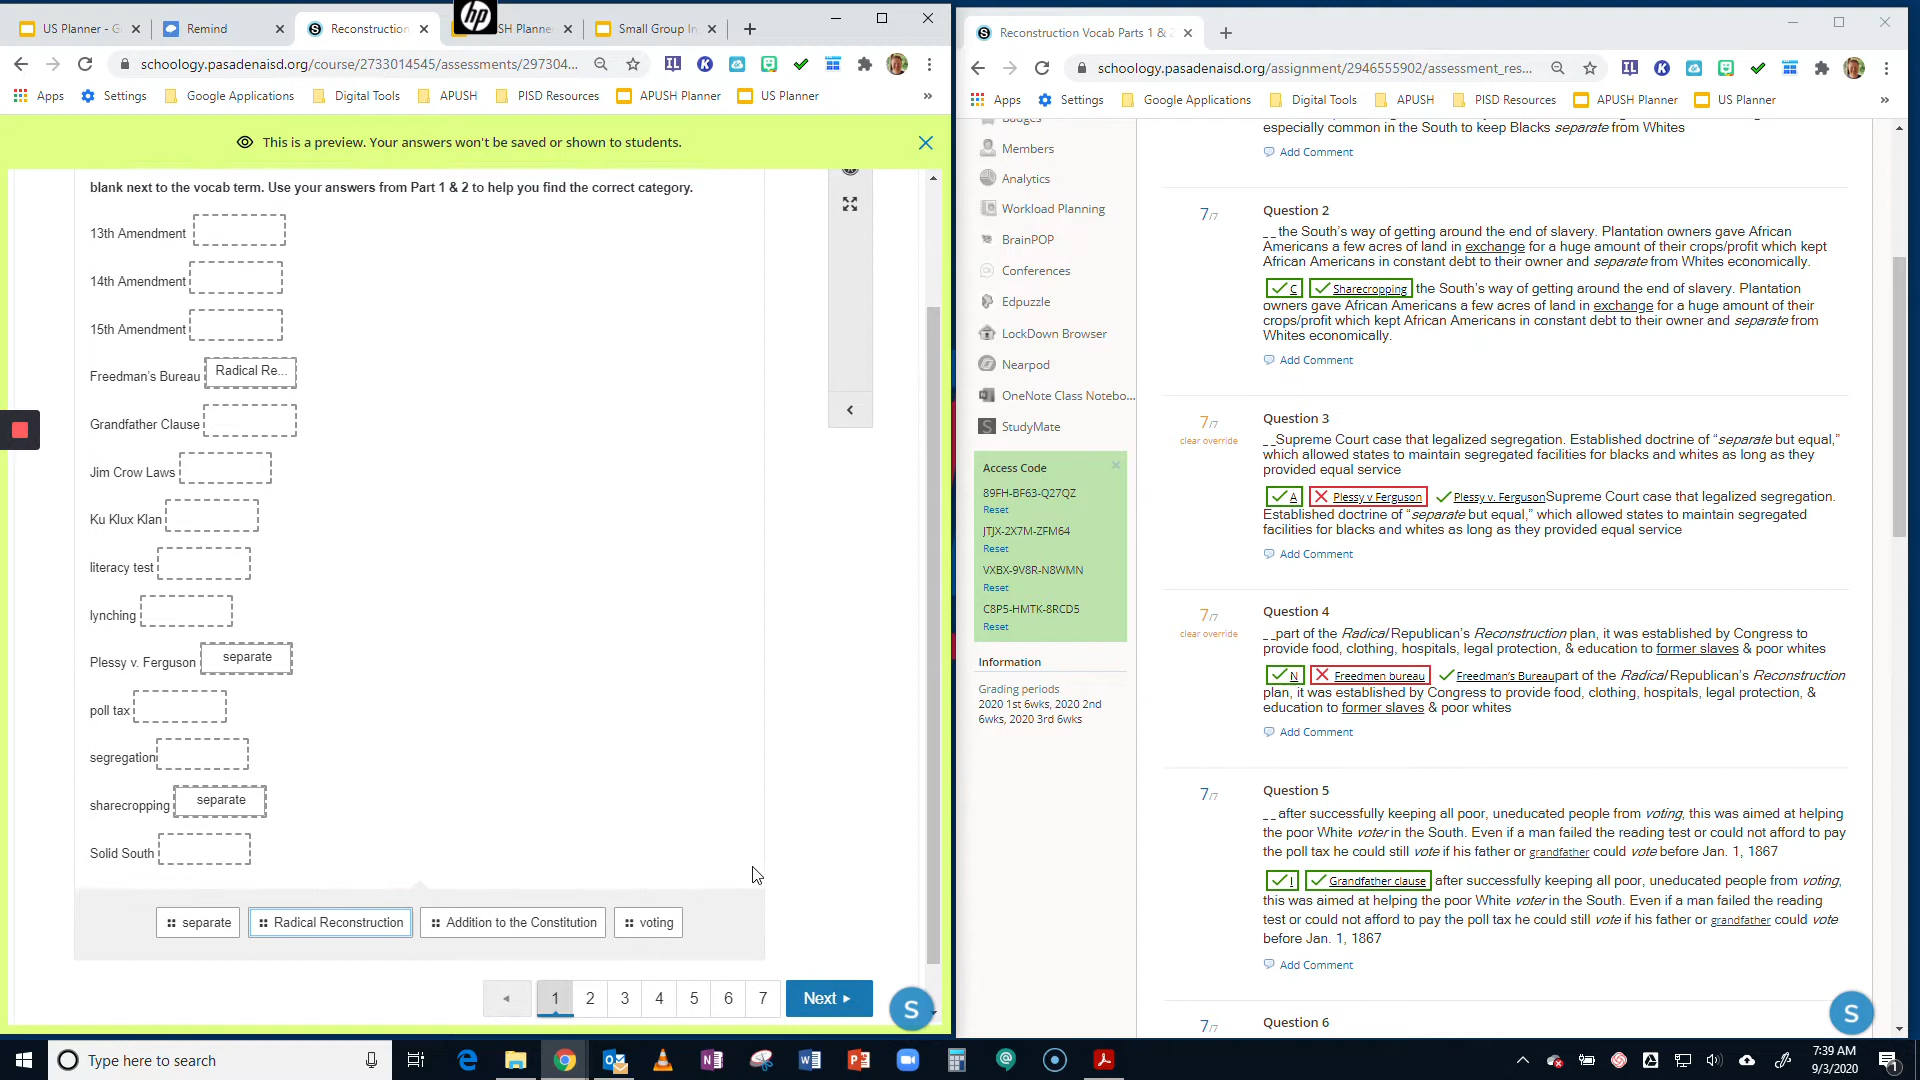 US Planner - G
Remind
Reconstruction
SH Planne
Small Group In
schoology.pasadenaisd.org/course/2733014545/assessments/297304...
Apps
Settings
Google Applications
Digital Tools
APUSH
PISD Resources
APUSH Planner
US Planner
This is a preview. Your answers won't be saved or shown to students.
blank next to the vocab term. Use your answers from Part 1 & 2 to help you find the correct category.
13th Amendment
14th Amendment
15th Amendment
Freedman's Bureau Radical Re...
Grandfather Clause
Jim Crow Laws
Ku Klux Klan
literacy test
lynching
Plessy v. Ferguson separate
poll tax
segregation
sharecropping separate
Solid South
separate Radical Reconstruction Addition to the Constitution voting
1 2 3 4 5 6 7 Next
S
Reconstruction Vocab Parts 1 & 2
schoology.pasadenaisd.org/assignment/2946555902/assessment_res...
Apps
Settings
Google Applications
Digital Tools
APUSH
PISD Resources
APUSH Planner
US Planner
Badges
Members
Analytics
Workload Planning
BrainPOP
Conferences
Edpuzzle
LockDown Browser
Nearpod
OneNote Class Notebo...
StudyMate
Access Code
89FH-BF63-Q27QZ
Reset
JTJX-2X7M-ZFM64
Reset
VXBX-9V8R-N8WMN
Reset
C8P5-HMTK-8RCD5
Reset
Information
Grading periods
2020 1st 6wks, 2020 2nd
6wks, 2020 3rd 6wks
especially common in the South to keep Blacks separate from Whites
Add Comment
7/7
Question 2
_ _ the South's way of getting around the end of slavery. Plantation owners gave African
Americans a few acres of land in exchange for a huge amount of their crops/profit which kept
African Americans in constant debt to their owner and separate from Whites economically.
C Sharecropping the South's way of getting around the end of slavery. Plantation
owners gave African Americans a few acres of land in exchange for a huge amount of their
crops/profit which kept African Americans in constant debt to their owner and separate from
Whites economically.
Add Comment
7/7
clear override
Question 3
_ _Supreme Court case that legalized segregation. Established doctrine of "separate but equal,"
which allowed states to maintain segregated facilities for blacks and whites as long as they
provided equal service
A Plessy v Ferguson Plessy v. FergusonSupreme Court case that legalized segregation.
Established doctrine of "separate but equal," which allowed states to maintain segregated
facilities for blacks and whites as long as they provided equal service
Add Comment
7/7
clear override
Question 4
_ _part of the Radical Republican's Reconstruction plan, it was established by Congress to
provide food, clothing, hospitals, legal protection, & education to former slaves & poor whites
N Freedmen bureau Freedman's Bureaupart of the Radical Republican's Reconstruction
plan, it was established by Congress to provide food, clothing, hospitals, legal protection, &
education to former slaves & poor whites
Add Comment
7/7
Question 5
_ _ after successfully keeping all poor, uneducated people from voting, this was aimed at helping
the poor White voter in the South. Even if a man failed the reading test or could not afford to pay
the poll tax he could still vote if his father or grandfather could vote before Jan. 1, 1867
I Grandfather clause after successfully keeping all poor, uneducated people from voting,
this was aimed at helping the poor White voter in the South. Even if a man failed the reading
test or could not afford to pay the poll tax he could still vote if his father or grandfather could vote
before Jan. 1, 1867
Add Comment
7/7
Question 6
S
Type here to search
7:39 AM
9/3/2020
1